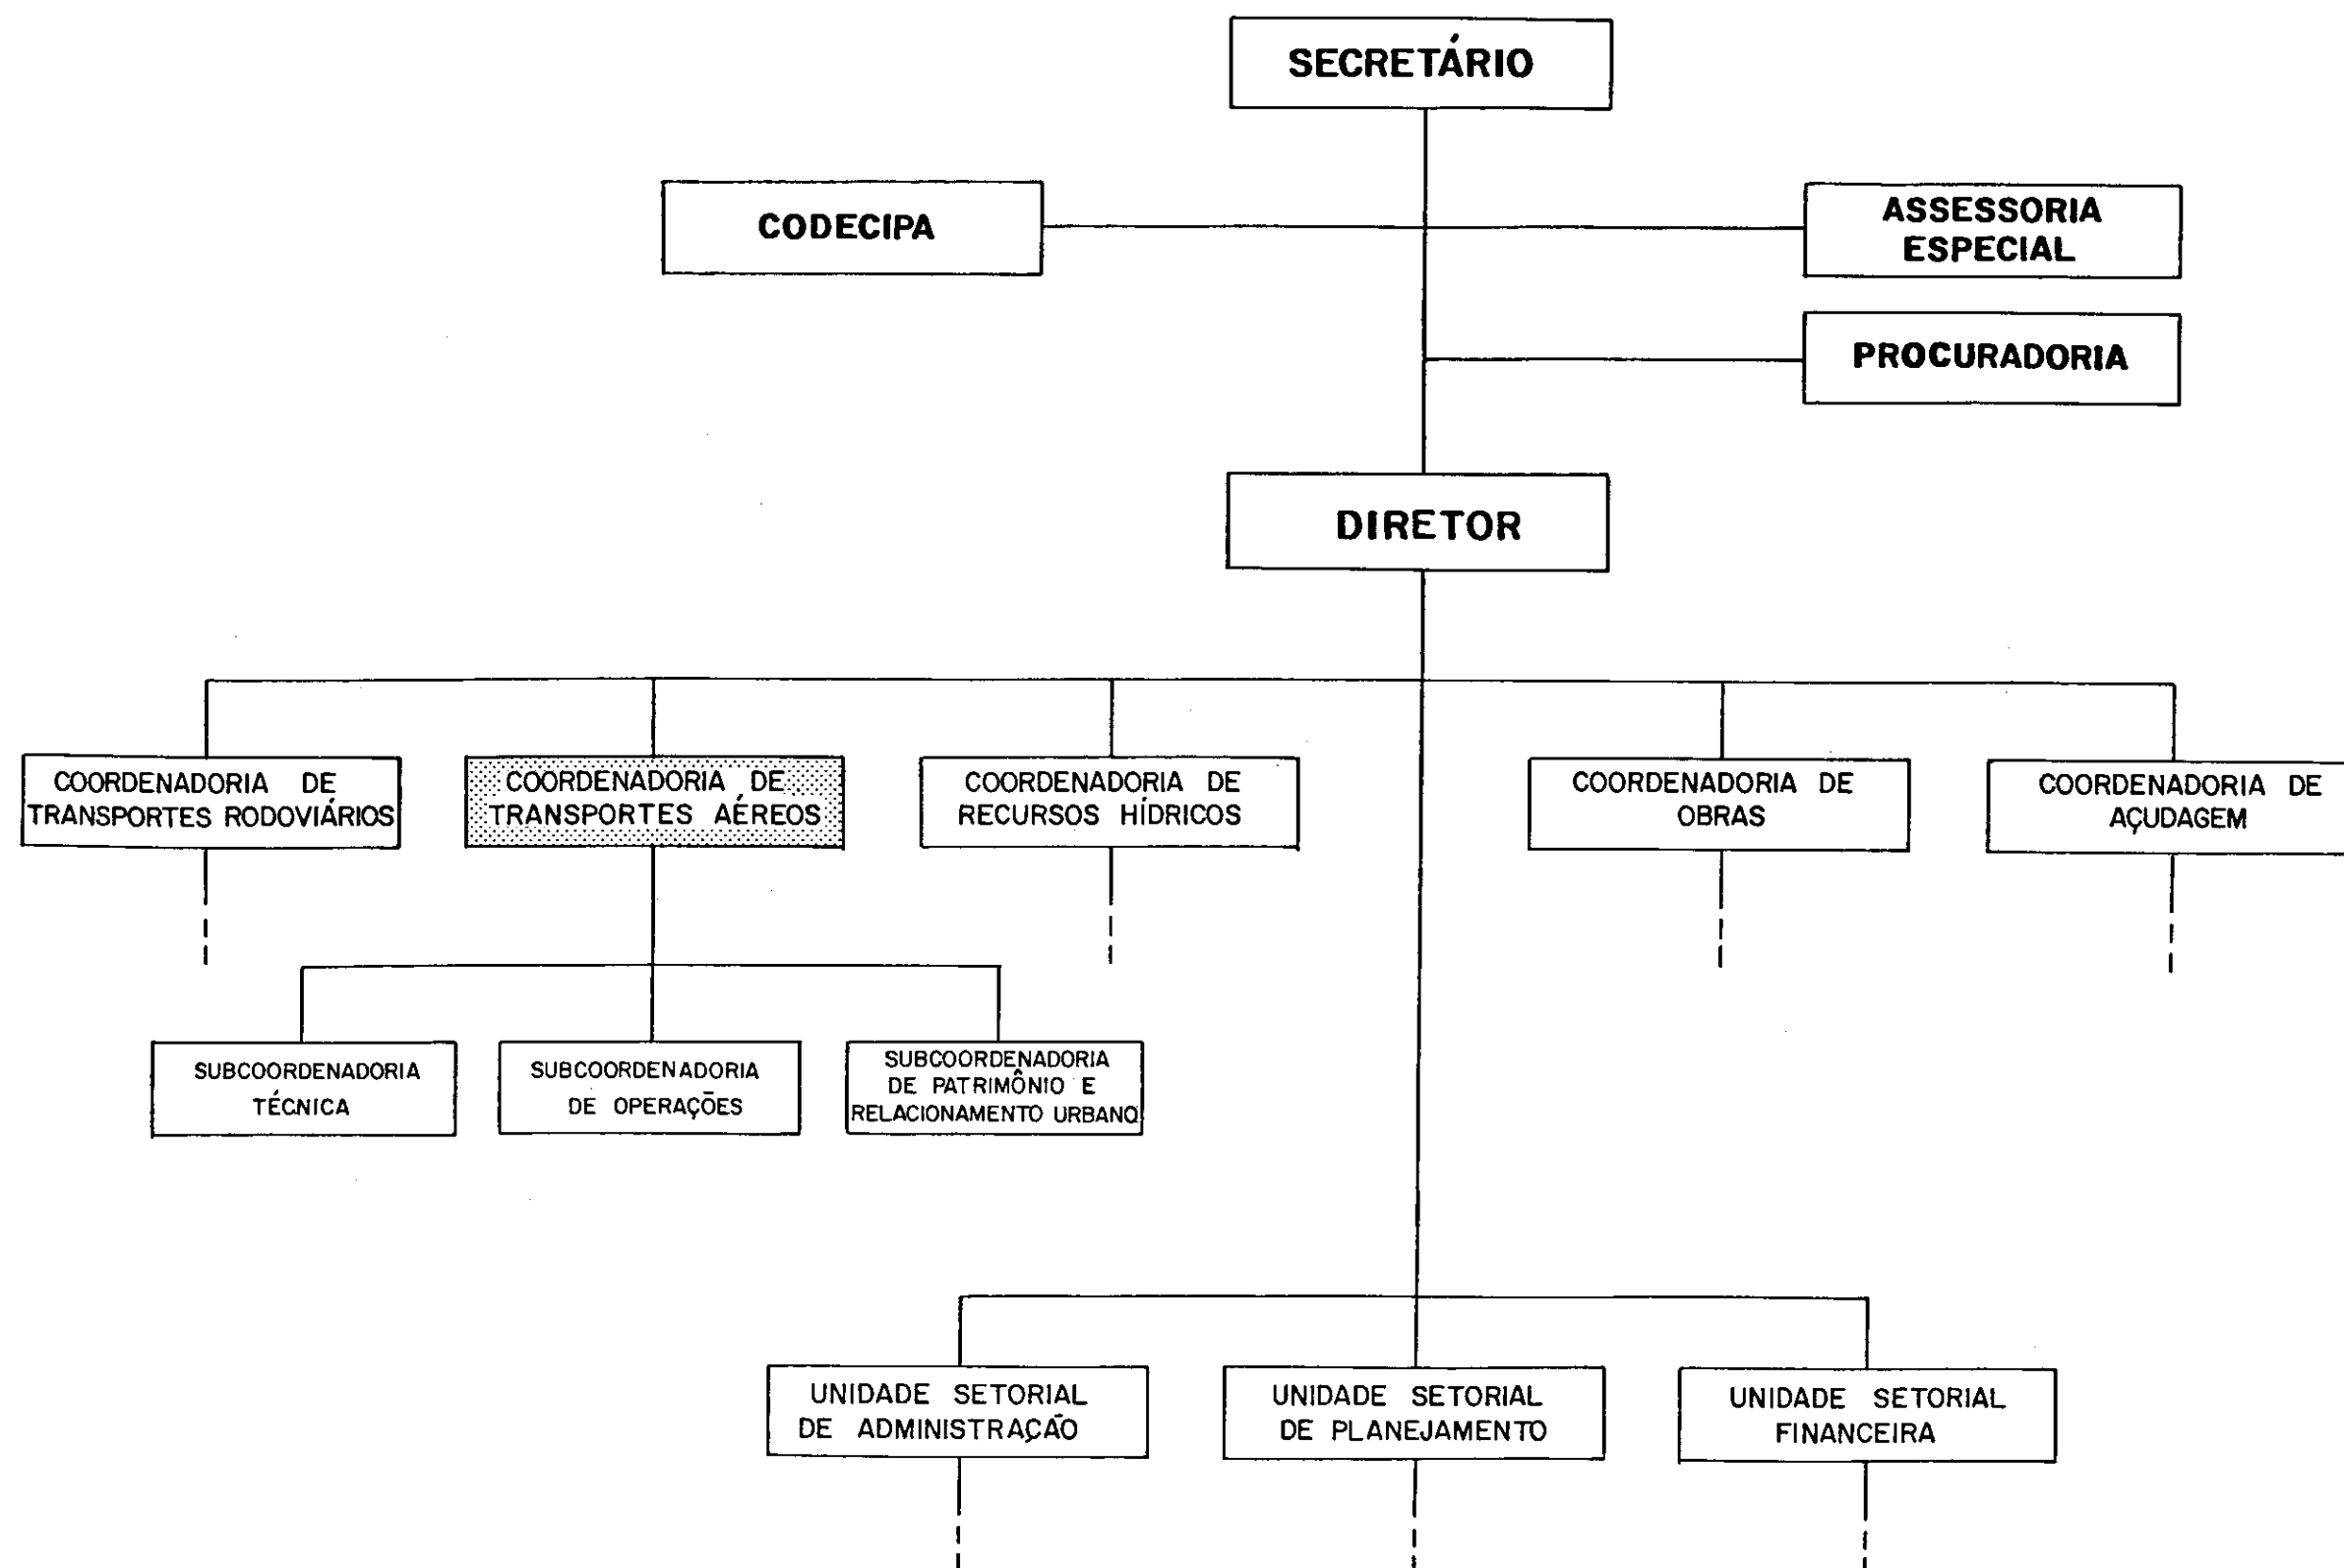 SECRETÁRIO
CODECIPA
ASSESSORIA
ESPECIAL
PROCURADORIA
DIRETOR
COORDENADORIA DE
TRANSPORTES RODOVIÁRIOS
COORDENADORIA DE
TRANSPORTES AÉREOS
COORDENADORIA DE
RECURSOS HÍDRICOS
COORDENADORIA DE
OBRAS
COORDENADORIA DE
AÇUDAGEM
SUBCOORDENADORIA
TÉCNICA
SUBCOORDENADORIA
DE OPERAÇÕES
SUBCOORDENADORIA
DE PATRIMÔNIO E
RELACIONAMENTO URBANO
UNIDADE SETORIAL
DE ADMINISTRAÇÃO
UNIDADE SETORIAL
DE PLANEJAMENTO
UNIDADE SETORIAL
FINANCEIRA